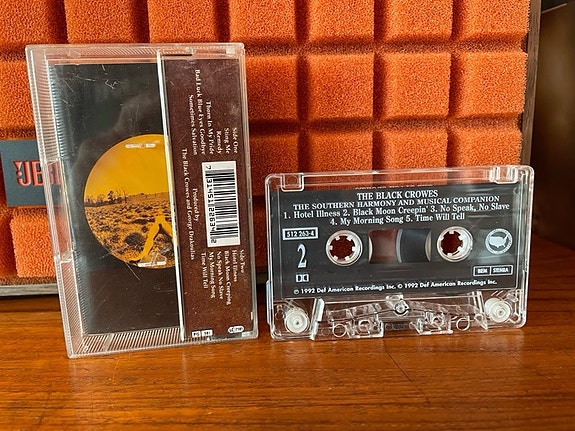 JB
Side One
Sting Me
Remedy
Thorn In My Pride
Bad Luck Blue Eyes Goodbye
Sometimes Salvation
Produced by
The Black Crowes and George Drakoulias
Side Two
Hotel Illness
Black Moon Creeping
No Speak No Slave
My Morning Song
Time Will Tell
THE BLACK CROWES
THE SOUTHERN HARMONY AND MUSICAL COMPANION
1. Hotel Illness 2. Black Moon Creepin' 3. No Speak, No Slave
4. My Morning Song 5. Time Will Tell
512 263-4
2
BIEM STEMRA
℗ 1992 Def American Recordings Inc. © 1992 Def American Recordings Inc.